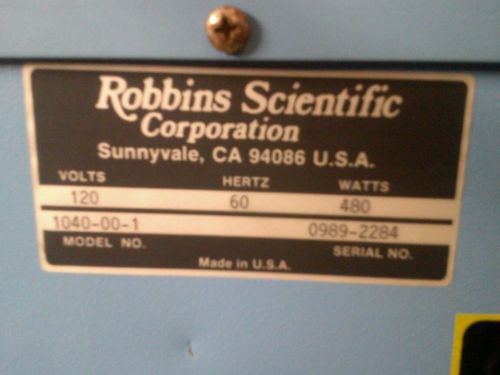 Robbins Scientific
Corporation
Sunnyvale, CA 94086 U.S.A.
VOLTS HERTZ WATTS
120 60 480
1040-00-1 0989-2284
MODEL NO. SERIAL NO.
Made in U.S.A.